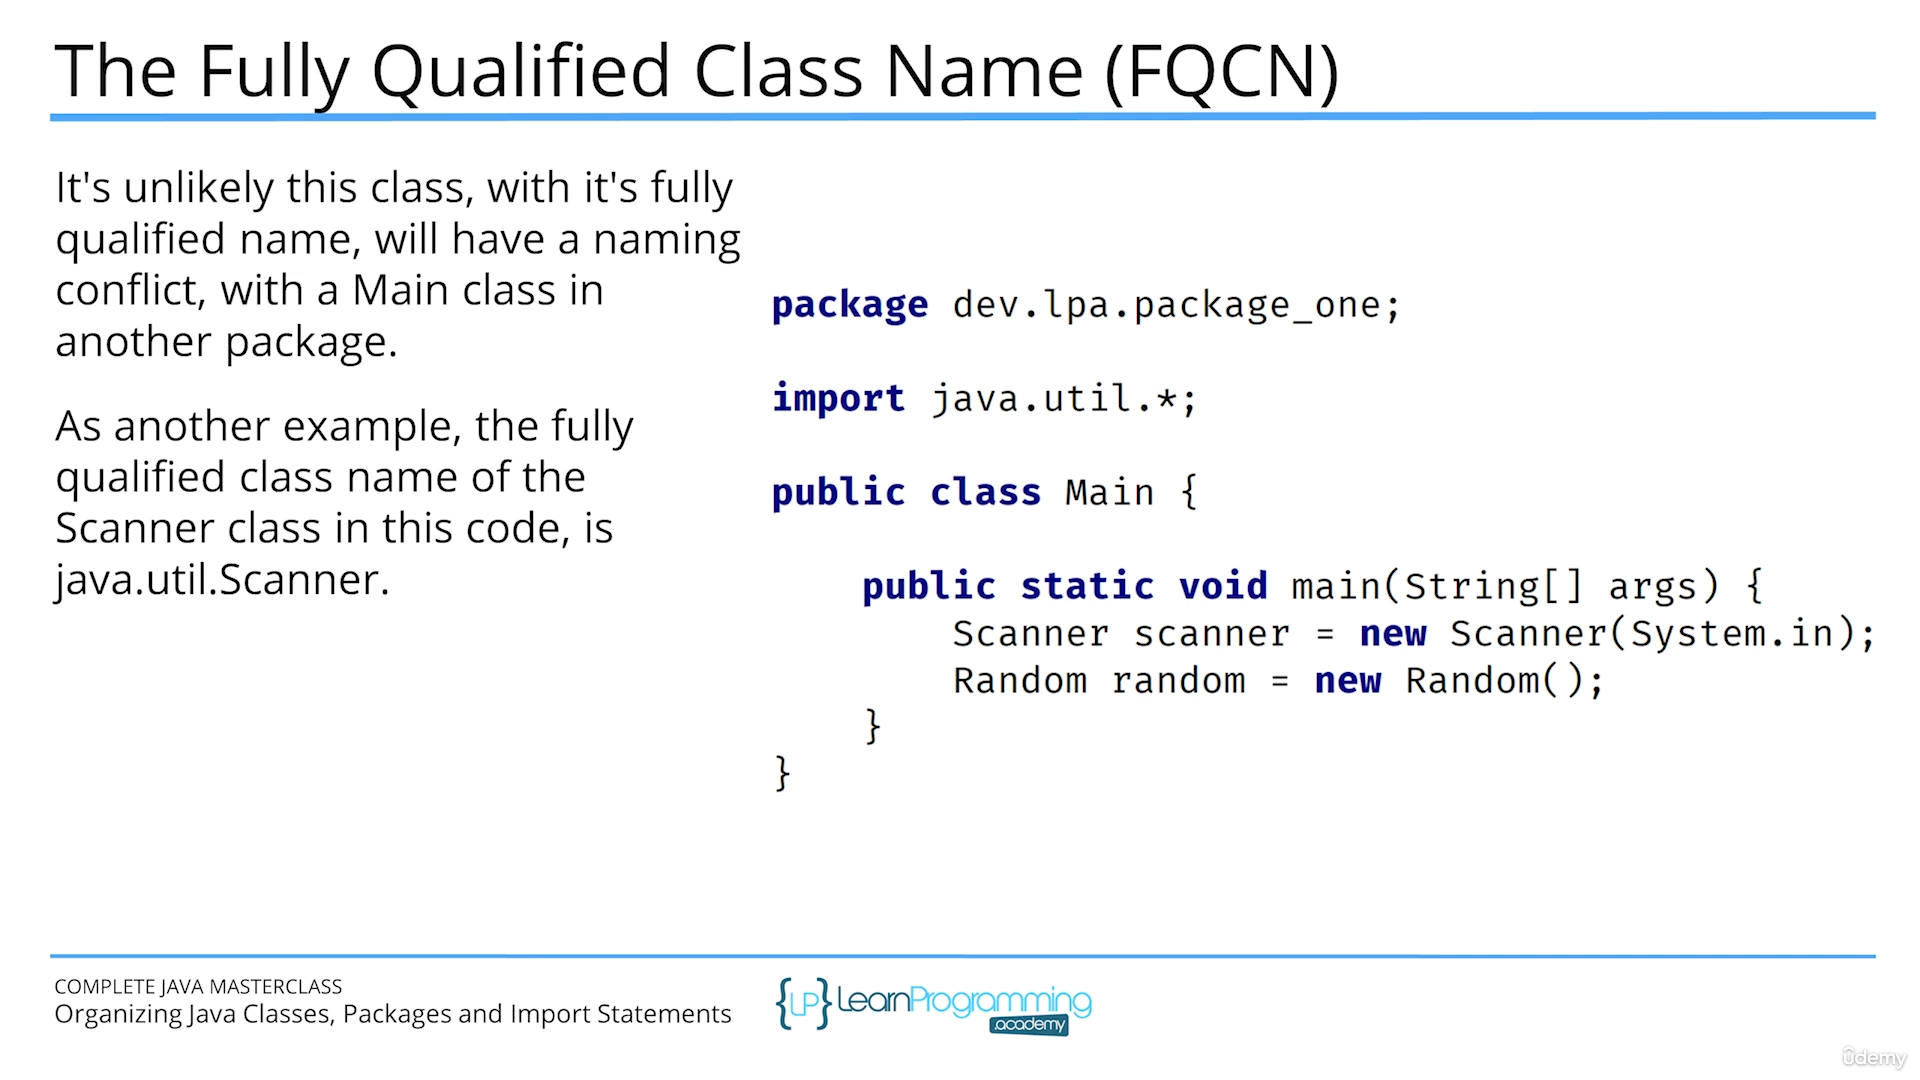 The Fully Qualified Class Name (FQCN)
It's unlikely this class, with it's fully
qualified name, will have a naming
conflict, with a Main class in
another package.
As another example, the fully
qualified class name of the
Scanner class in this code, is
java.util.Scanner.
package dev.lpa.package_one;
import java.util.*;
public class Main {
    public static void main(String[] args) {
        Scanner scanner = new Scanner(System.in);
        Random random = new Random();
    }
}
COMPLETE JAVA MASTERCLASS
Organizing Java Classes, Packages and Import Statements
{LP} LearnProgramming
.academy
ûdemy